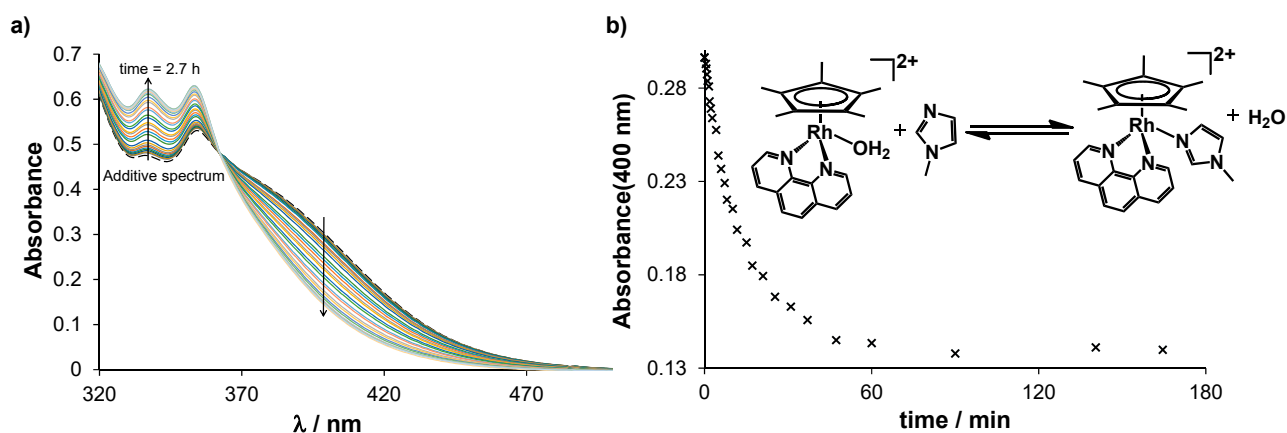 a)
0.7
0.6
0.5
0.4
0.3
0.2
0.1
0
320
370
420
470
Absorbance
λ / nm
time = 2.7 h
Additive spectrum
b)
0.28
0.23
0.18
0.13
0
60
120
180
Absorbance(400 nm)
time / min
2+
Rh
OH2
N
N
+
N
N
2+
Rh
N
N
N
N
+ H2O